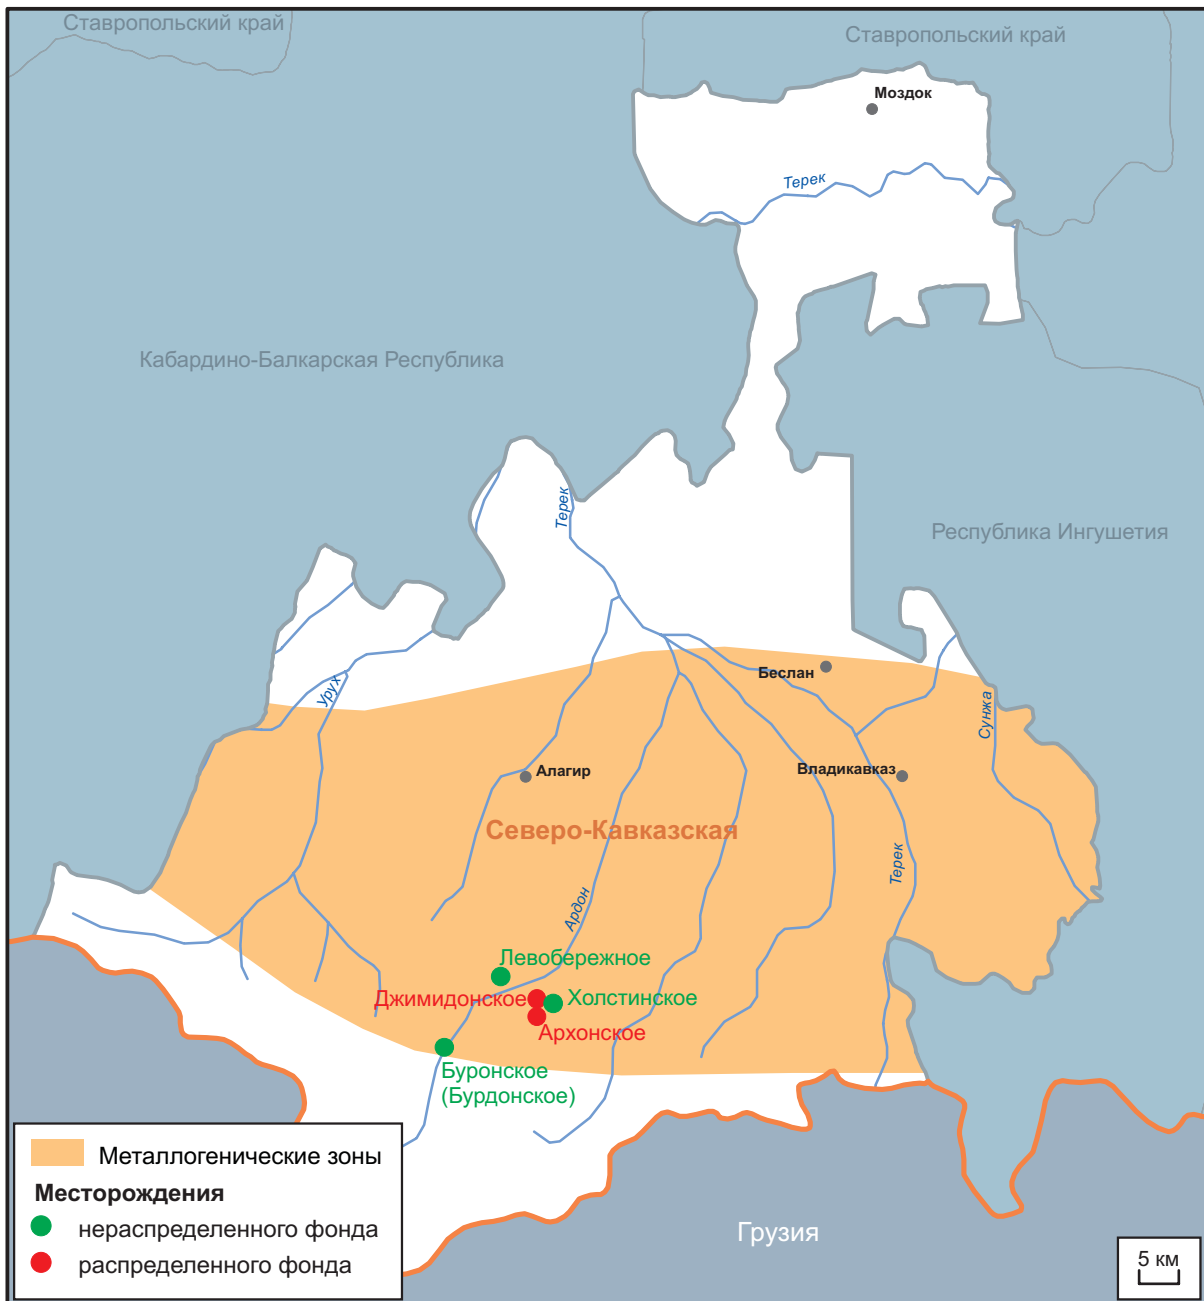 Ставропольский край
Ставропольский край
Моздок
Терек
Кабардино-Балкарская Республика
Терек
Республика Ингушетия
Беслан
Урух
Сунжа
Алагир
Владикавказ
Северо-Кавказская
Терек
Ардон
Левобережное
Джимидонское
Холстинское
Архонское
Буронское
(Бурдонское)
Металлогенические зоны
Месторождения
нераспределенного фонда
распределенного фонда
Грузия
5 км